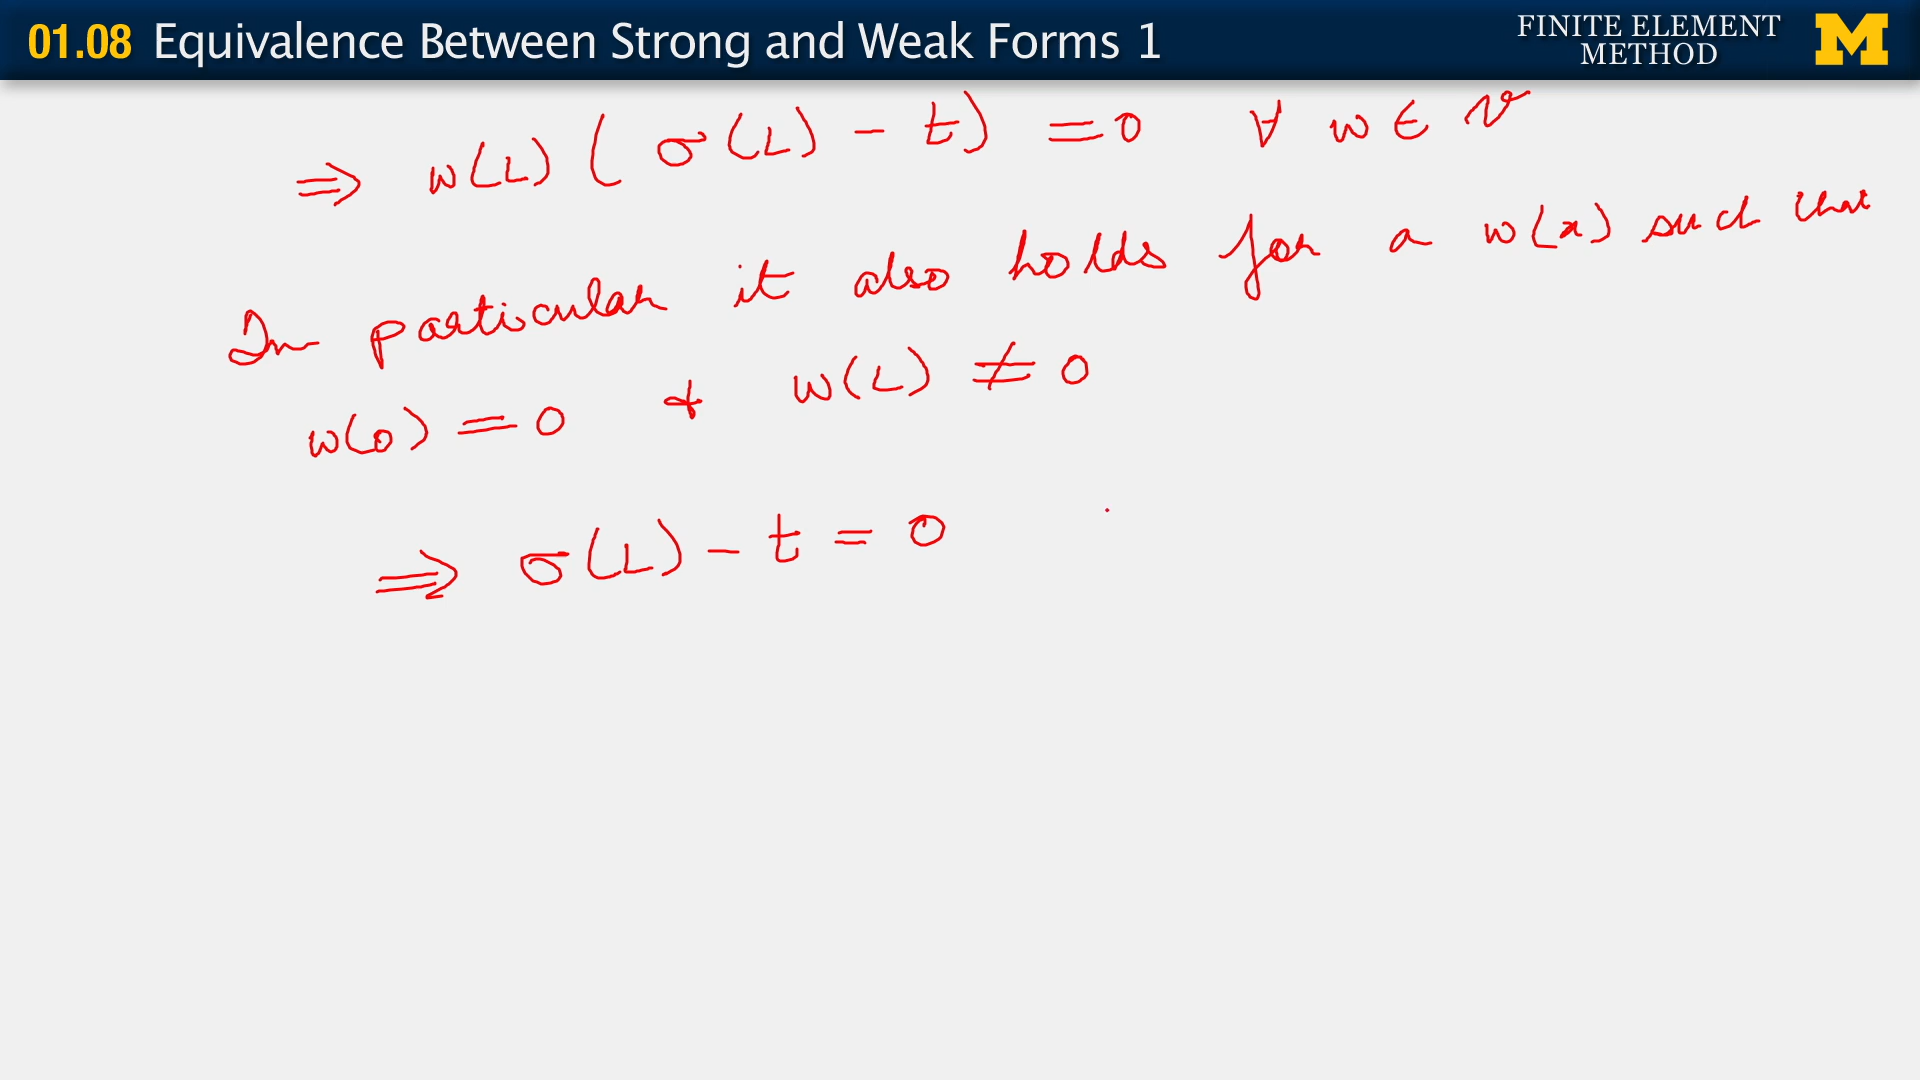 01.08 Equivalence Between Strong and Weak Forms 1
FINITE ELEMENT
METHOD
M
⇒ w(L) ( σ(L) - t) = 0 ∀ w ∈ 𝒱
In particular it also holds for a w(x) such that
w(0) = 0 & w(L) ≠ 0
⇒ σ(L) - t = 0